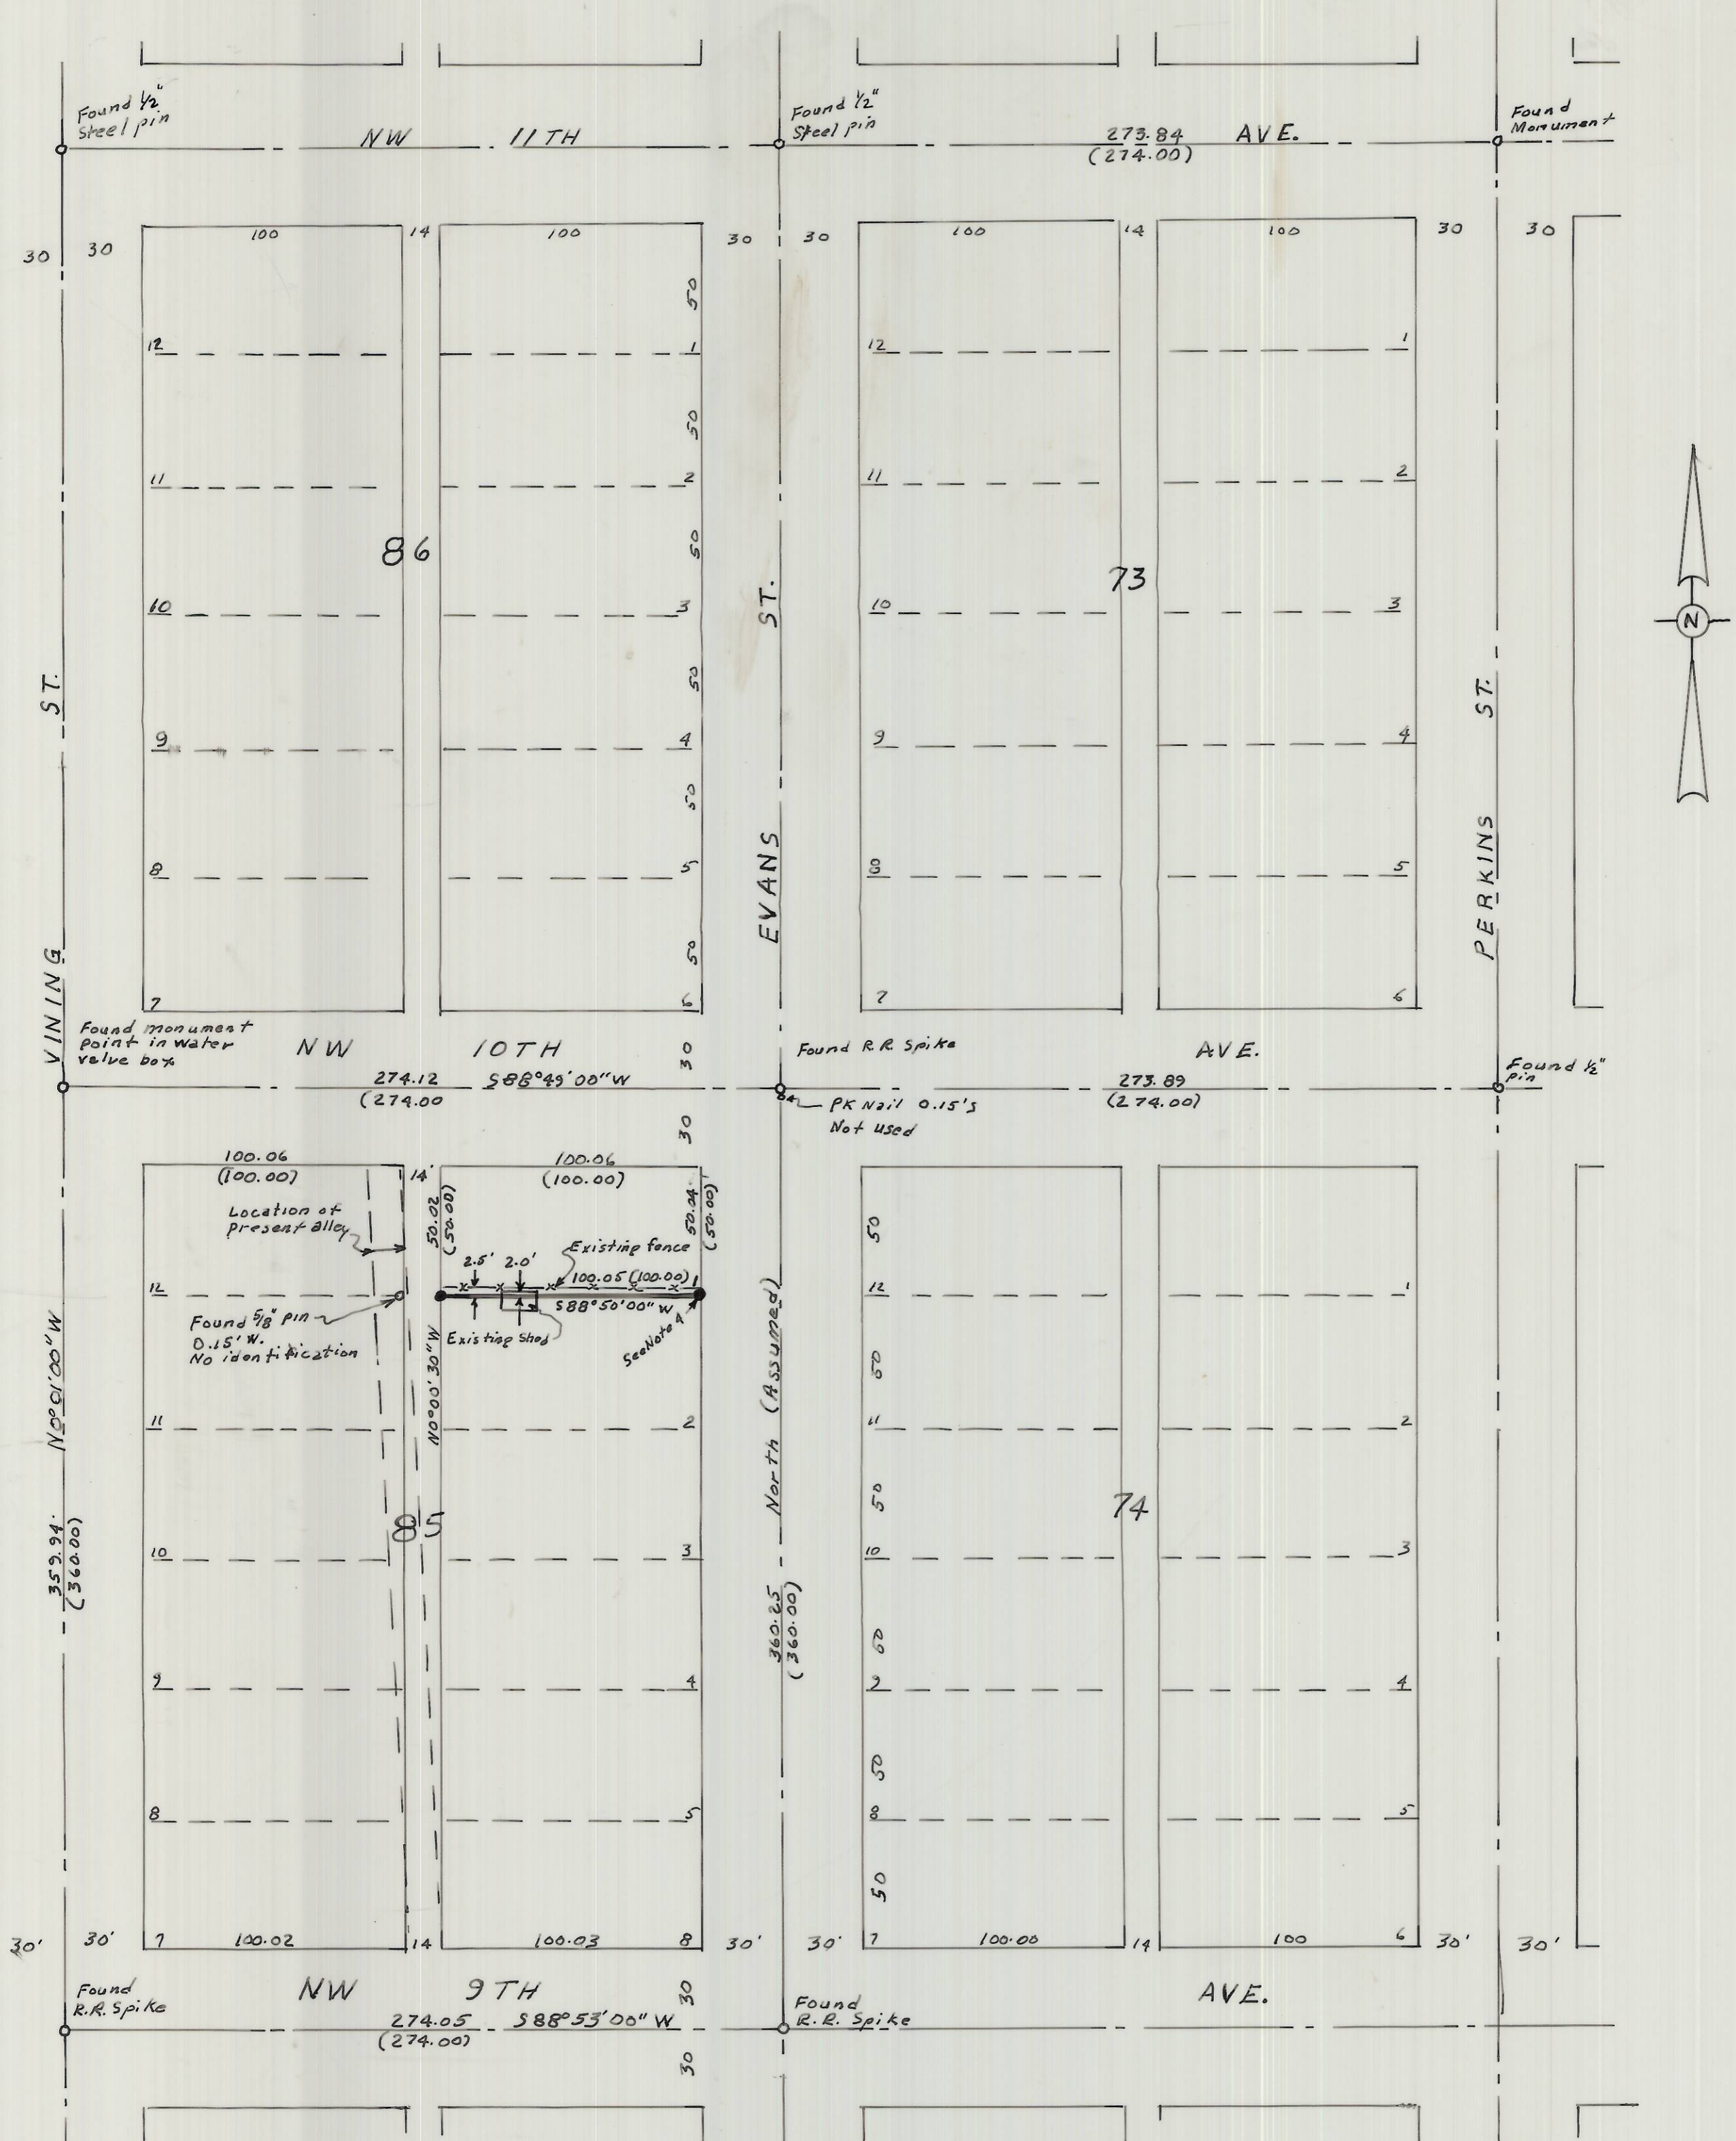 Found 1/2"
Steel pin
Found 1/2"
Steel pin
Found
Monument
NW 11TH
273.84
(274.00)
AVE.
30 30
100 14 100
30 30
100 14 100
30 30
50
12 1
12 1
50
11 2
11 2
86
50
73
10 3
10 3
ST.
50
9 4
9 4
ST.
ST.
50
8 5
8 5
EVANS
PERKINS
50
7 6
7 6
VINING
N
Found monument
point in water
valve box
NW 10TH
30
Found R.R. Spike
AVE.
Found 1/2"
pin
274.12 S88°49'00"W
(274.00
273.89
(274.00)
PK Nail 0.15's
Not used
30
100.06
(100.00)
14'
100.06
(100.00)
50.02
(50.00)
50.04
(50.00)
50
Location of
present alley
Existing fence
2.5' 2.0'
100.05 (100.00)
12 1
12 1
S88°50'00"W
Found 5/8" pin
0.15' W.
No identification
Existing shed
See Note 4
N0°01'00"W
N0°00'30"W
North (Assumed)
50
11 2
11 2
85
50
74
10 3
10 3
359.94
(360.00)
360.25
(360.00)
50
9 4
9 4
50
8 5
8 5
50
30' 30'
7 100.02 14 100.03 8
30' 30'
7 100.00 14 100 6
30' 30'
Found
R.R. Spike
NW 9TH
30
Found
R.R. Spike
AVE.
274.05 S88°53'00"W
(274.00)
30